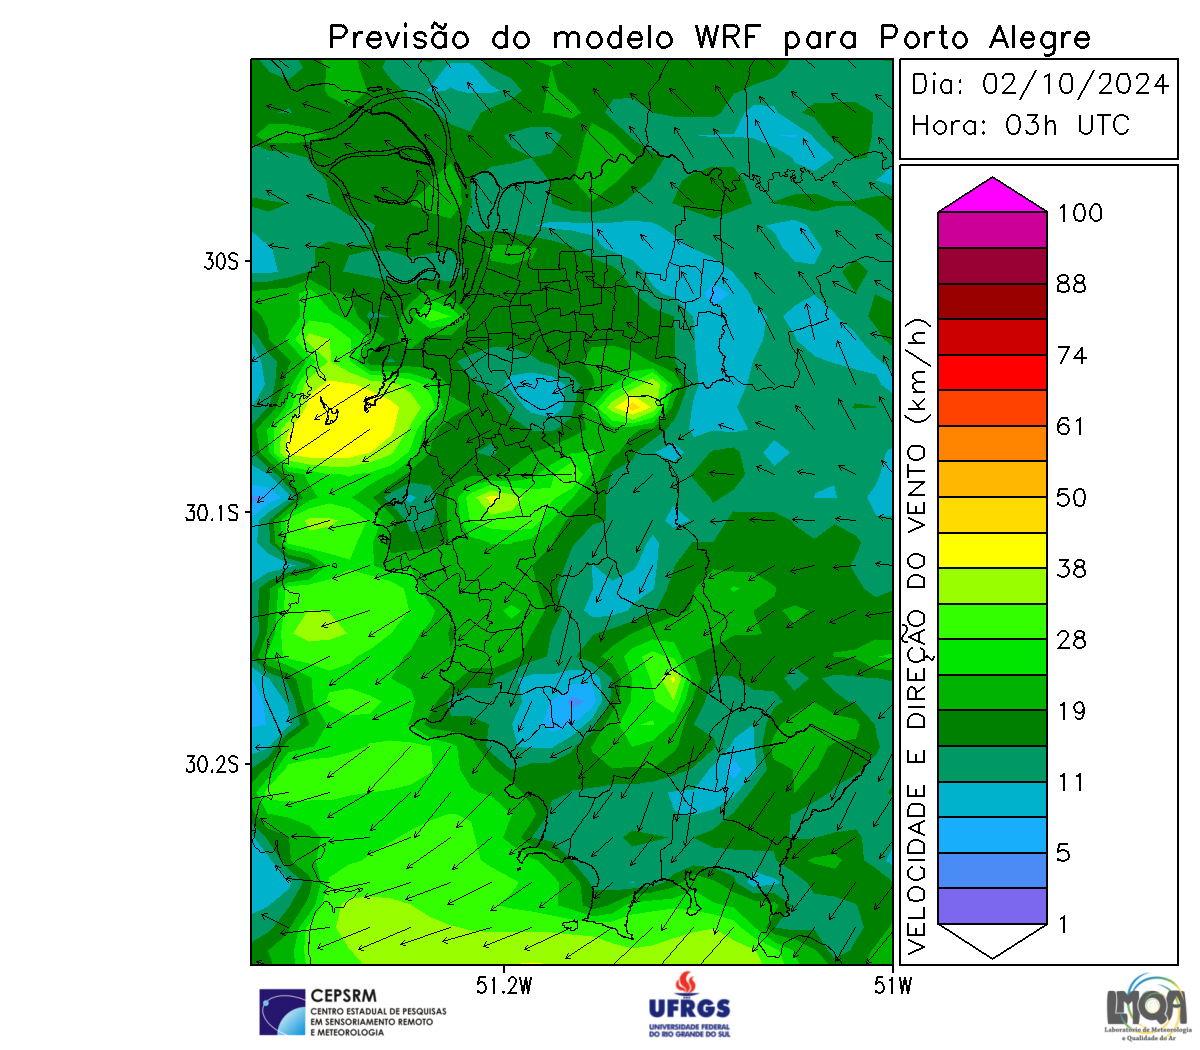 Previsão do modelo WRF para Porto Alegre
Dia: 02/10/2024
Hora: 03h UTC
100
88
74
61
50
38
28
19
11
5
1
VELOCIDADE E DIREÇÃO DO VENTO (km/h)
30S
30.1S
30.2S
51.2W
51W
CEPSRM
CENTRO ESTADUAL DE PESQUISAS
EM SENSORIAMENTO REMOTO
E METEOROLOGIA
UFRGS
UNIVERSIDADE FEDERAL
DO RIO GRANDE DO SUL
LMQA
Laboratório de Meteorologia
e Qualidade do Ar